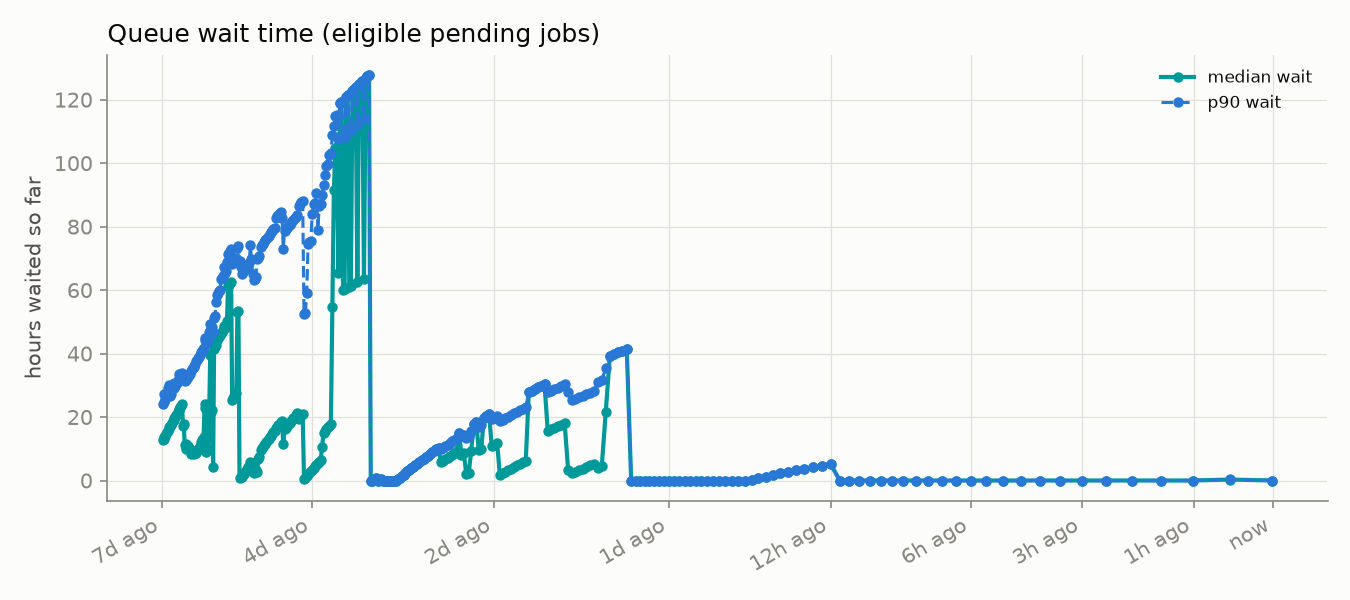 Queue wait time (eligible pending jobs)
median wait
p90 wait
hours waited so far
120
100
80
60
40
20
0
7d ago
4d ago
2d ago
1d ago
12h ago
6h ago
3h ago
1h ago
now